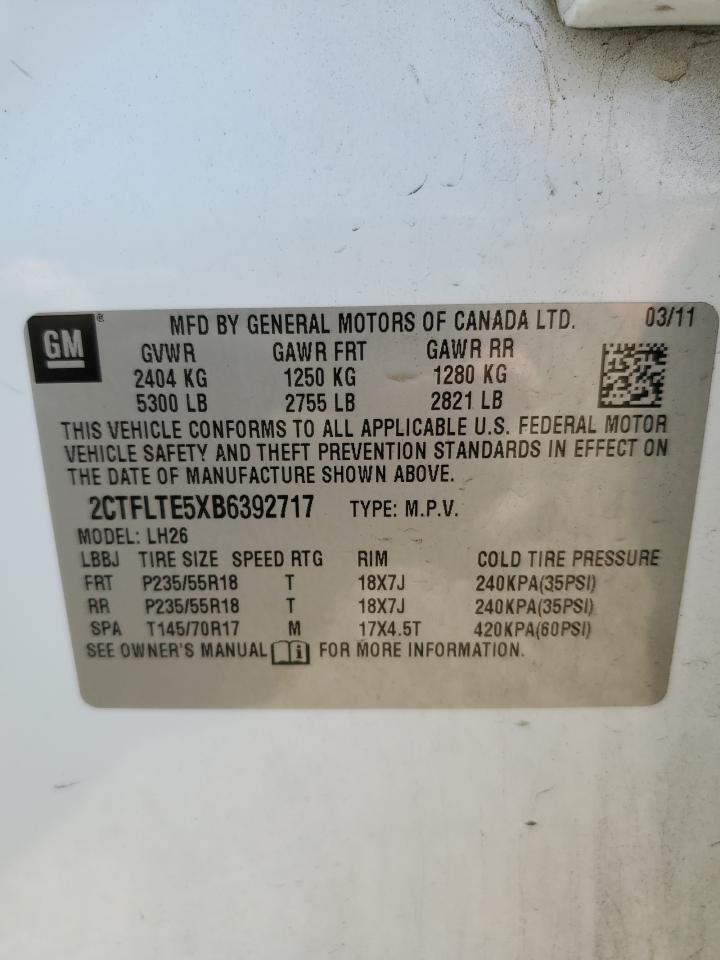 GM ®
MFD BY GENERAL MOTORS OF CANADA LTD. 03/11
GVWR GAWR FRT GAWR RR
2404 KG 1250 KG 1280 KG
5300 LB 2755 LB 2821 LB
THIS VEHICLE CONFORMS TO ALL APPLICABLE U.S. FEDERAL MOTOR
VEHICLE SAFETY AND THEFT PREVENTION STANDARDS IN EFFECT ON
THE DATE OF MANUFACTURE SHOWN ABOVE.
2CTFLTE5XB6392717 TYPE: M.P.V.
MODEL: LH26
LBBJ TIRE SIZE SPEED RTG RIM COLD TIRE PRESSURE
FRT P235/55R18 T 18X7J 240KPA(35PSI)
RR P235/55R18 T 18X7J 240KPA(35PSI)
SPA T145/70R17 M 17X4.5T 420KPA(60PSI)
SEE OWNER'S MANUAL i FOR MORE INFORMATION.